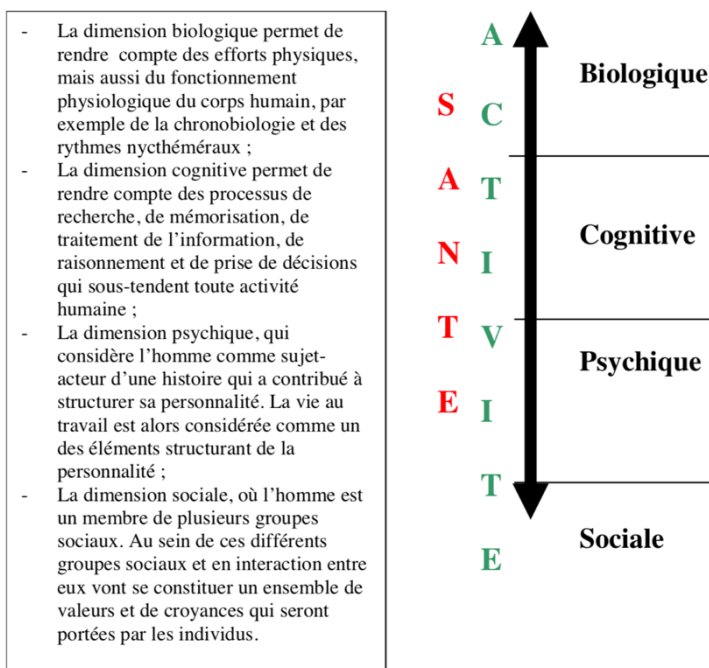 - La dimension biologique permet de
rendre compte des efforts physiques,
mais aussi du fonctionnement
physiologique du corps humain, par
exemple de la chronobiologie et des
rythmes nycthéméraux ;
- La dimension cognitive permet de
rendre compte des processus de
recherche, de mémorisation, de
traitement de l'information, de
raisonnement et de prise de décisions
qui sous-tendent toute activité
humaine ;
- La dimension psychique, qui
considère l'homme comme sujet-
acteur d'une histoire qui a contribué à
structurer sa personnalité. La vie au
travail est alors considérée comme un
des éléments structurant de la
personnalité ;
- La dimension sociale, où l'homme est
un membre de plusieurs groupes
sociaux. Au sein de ces différents
groupes sociaux et en interaction entre
eux vont se constituer un ensemble de
valeurs et de croyances qui seront
portées par les individus.
SANTE
ACTIVITE
Biologique
Cognitive
Psychique
Sociale